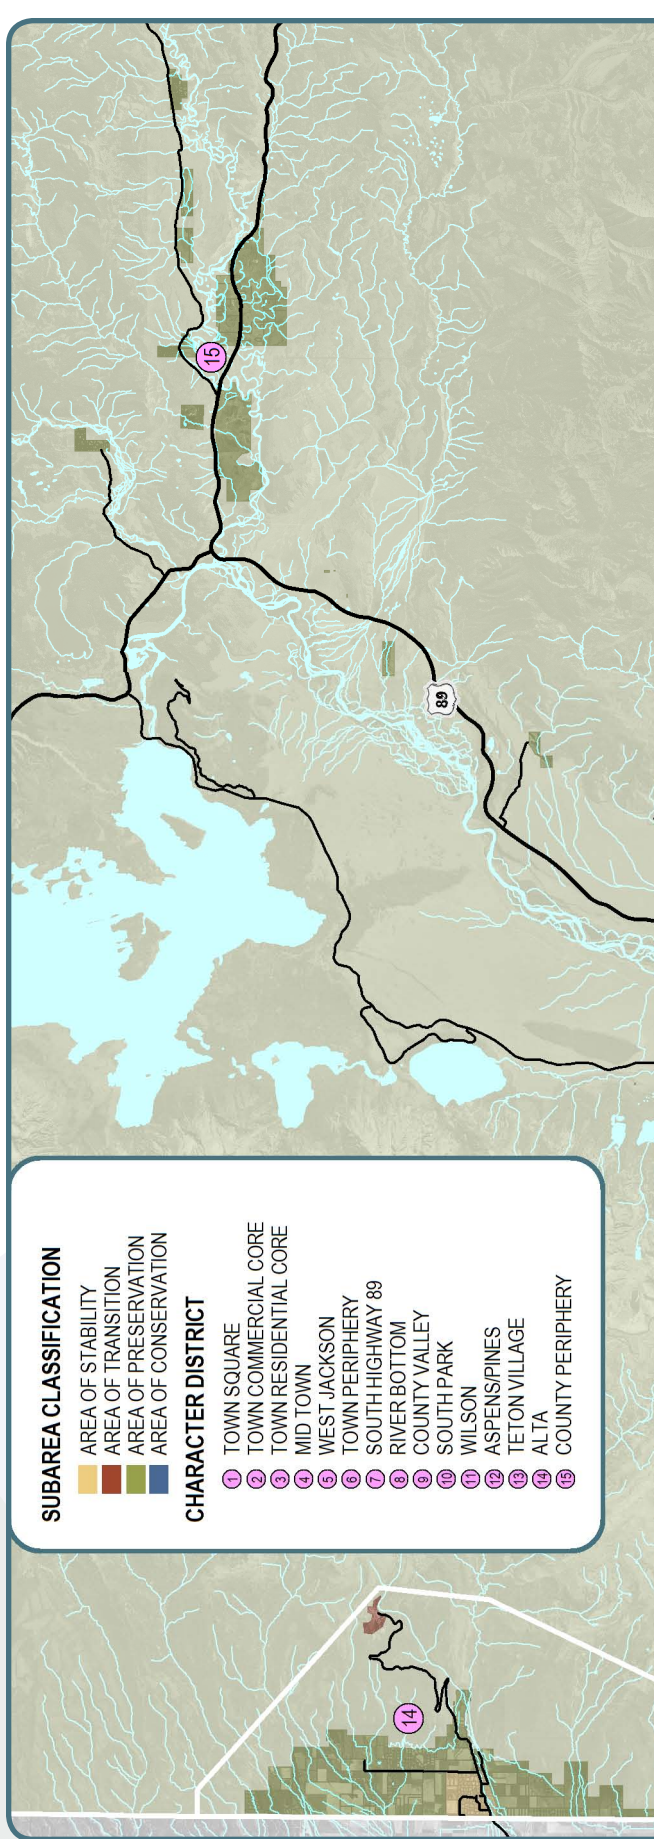 SUBAREA CLASSIFICATION
AREA OF STABILITY
AREA OF TRANSITION
AREA OF PRESERVATION
AREA OF CONSERVATION
CHARACTER DISTRICT
1 TOWN SQUARE
2 TOWN COMMERCIAL CORE
3 TOWN RESIDENTIAL CORE
4 MID TOWN
5 WEST JACKSON
6 TOWN PERIPHERY
7 SOUTH HIGHWAY 89
8 RIVER BOTTOM
9 COUNTY VALLEY
10 SOUTH PARK
11 WILSON
12 ASPENS/PINES
13 TETON VILLAGE
14 ALTA
15 COUNTY PERIPHERY
14
89
15